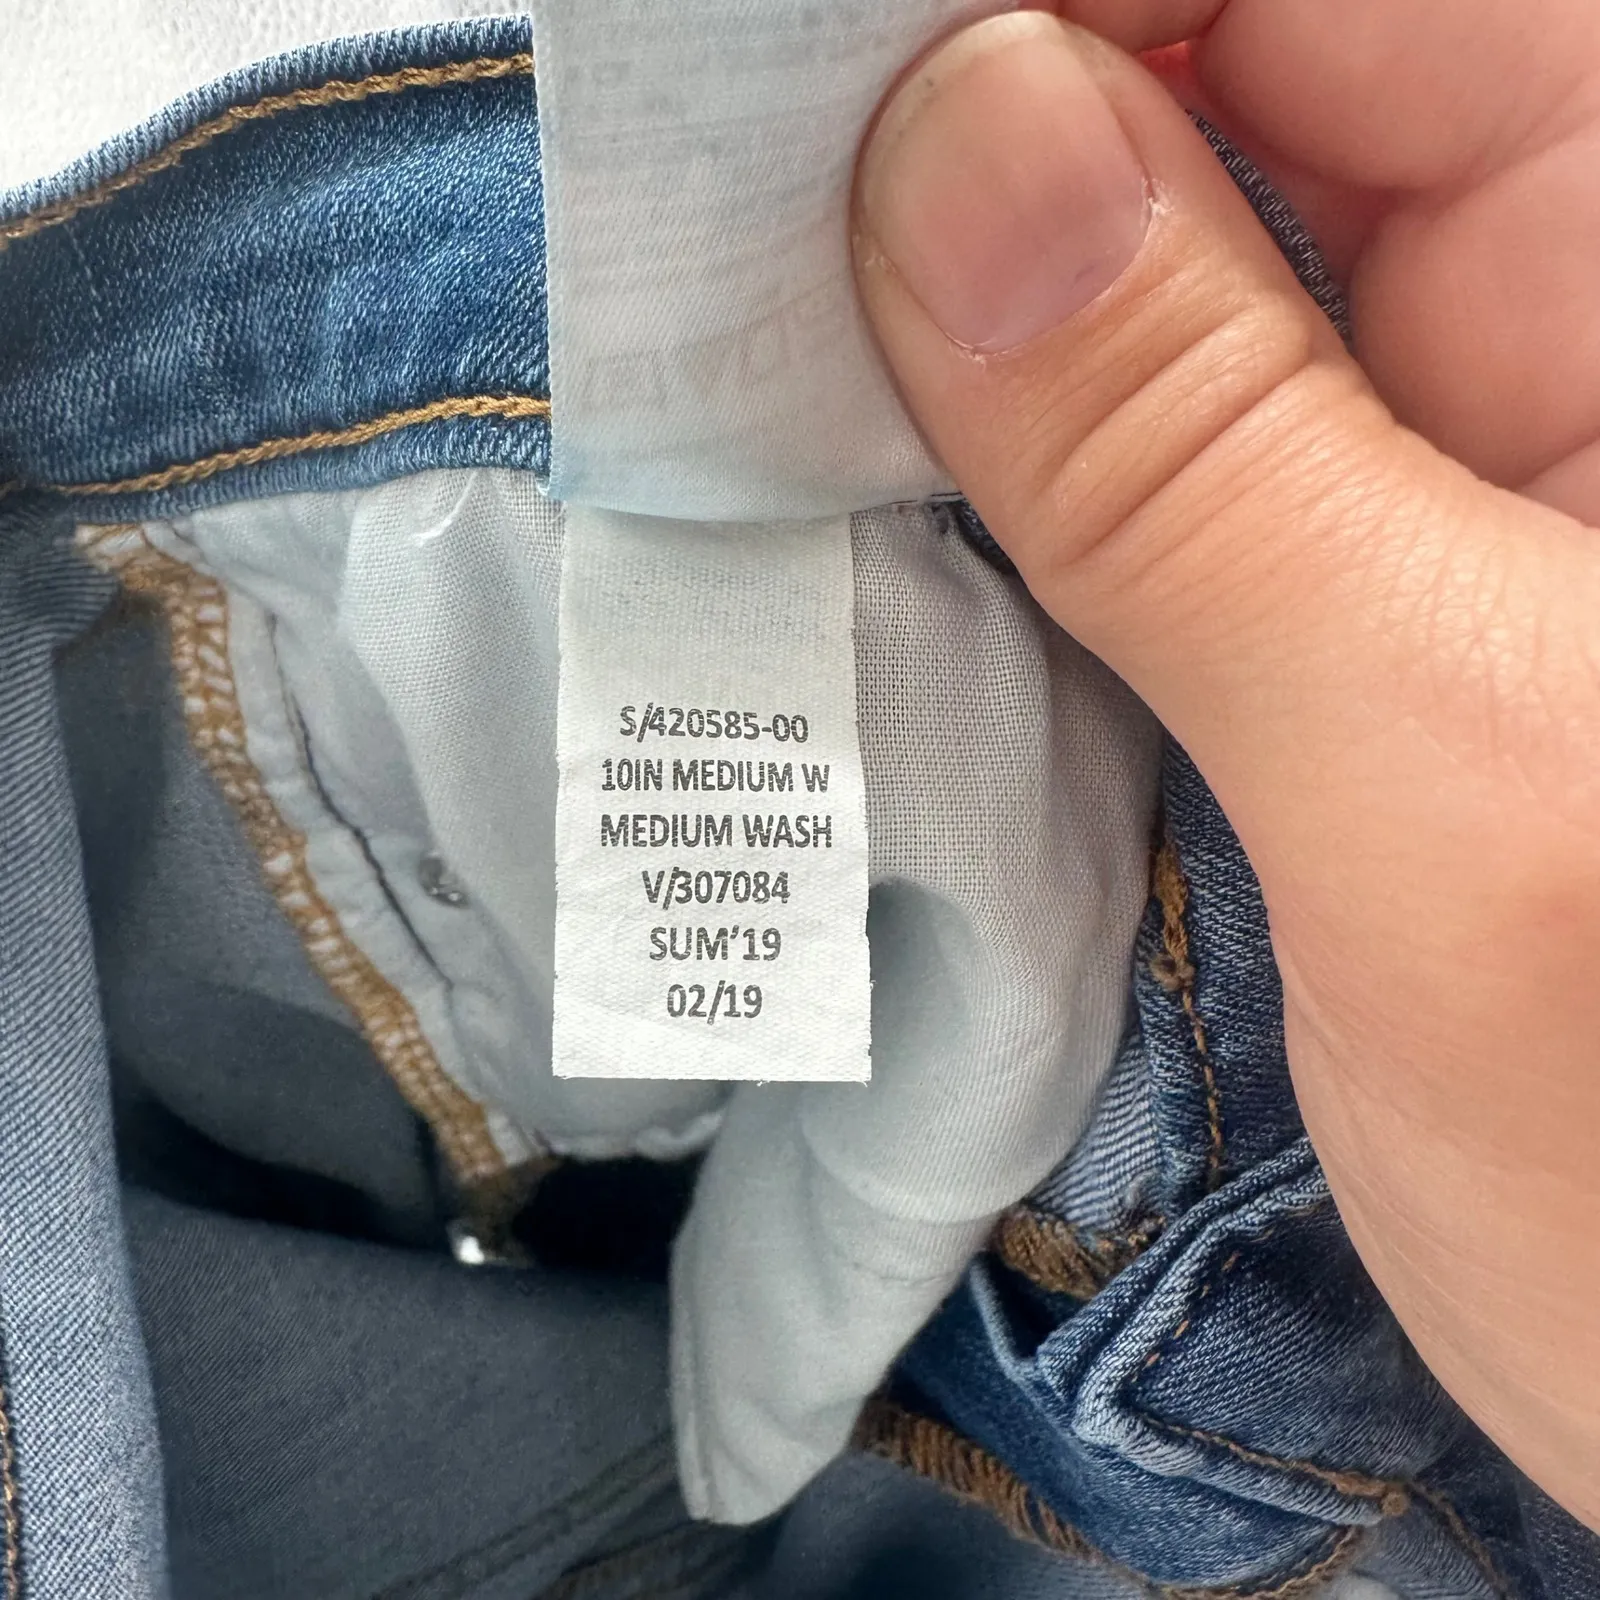 S/420585-00
10IN MEDIUM W
MEDIUM WASH
V/307084
SUM'19
02/19